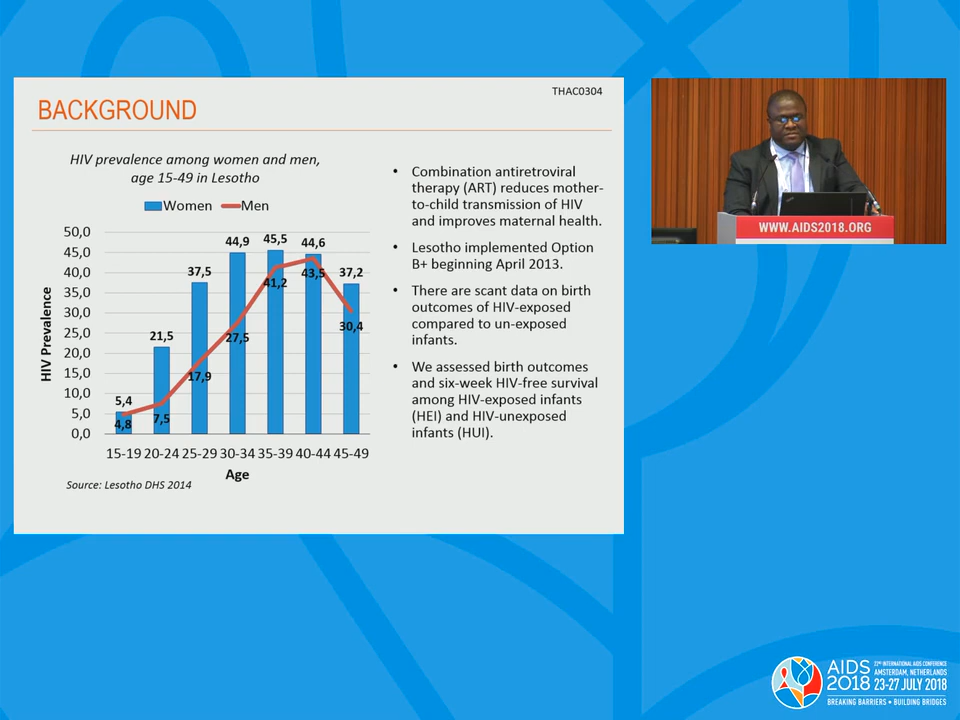 THAC0304
BACKGROUND
HIV prevalence among women and men,
age 15-49 in Lesotho
Women Men
50,0
45,0
40,0
35,0
30,0
25,0
20,0
15,0
10,0
5,0
0,0
HIV Prevalence
5,4
21,5
37,5
44,9
45,5
44,6
37,2
4,8
7,5
17,9
27,5
41,2
43,5
30,4
15-19 20-24 25-29 30-34 35-39 40-44 45-49
Age
Source: Lesotho DHS 2014
• Combination antiretroviral
therapy (ART) reduces mother-
to-child transmission of HIV
and improves maternal health.
• Lesotho implemented Option
B+ beginning April 2013.
• There are scant data on birth
outcomes of HIV-exposed
compared to un-exposed
infants.
• We assessed birth outcomes
and six-week HIV-free survival
among HIV-exposed infants
(HEI) and HIV-unexposed
infants (HUI).
WWW.AIDS2018.ORG
AIDS
2018
22ND INTERNATIONAL AIDS CONFERENCE
AMSTERDAM, NETHERLANDS
23-27 JULY 2018
BREAKING BARRIERS • BUILDING BRIDGES